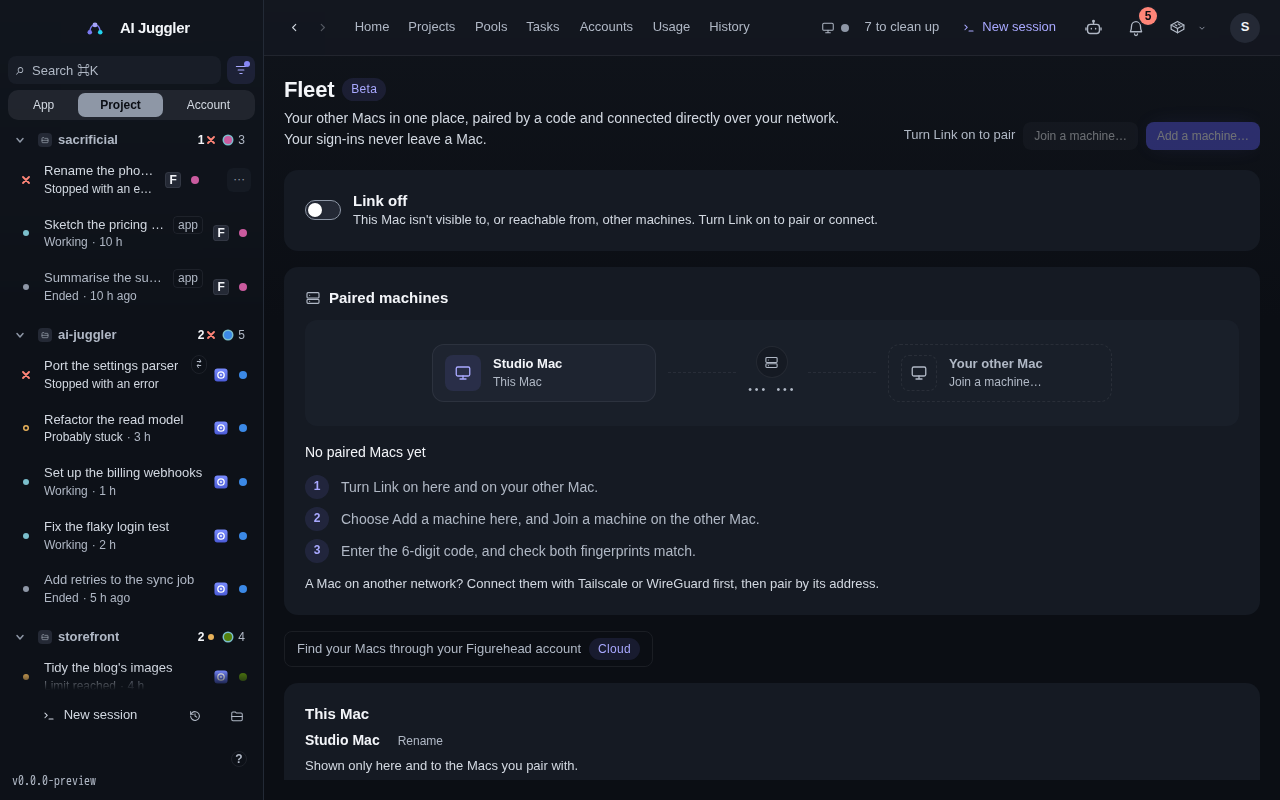 AI Juggler
Search ⌘K
App Project Account
sacrificial 1 3
Rename the pho… F
Stopped with an e…
Sketch the pricing … app F
Working · 10 h
Summarise the su… app F
Ended · 10 h ago
ai-juggler 2 5
Port the settings parser
Stopped with an error
Refactor the read model
Probably stuck · 3 h
Set up the billing webhooks
Working · 1 h
Fix the flaky login test
Working · 2 h
Add retries to the sync job
Ended · 5 h ago
storefront 2 4
Tidy the blog's images
Limit reached · 4 h
New session
?
v0.0.0-preview
Home Projects Pools Tasks Accounts Usage History 7 to clean up New session 5 S
Fleet Beta
Your other Macs in one place, paired by a code and connected directly over your network.
Your sign-ins never leave a Mac.
Turn Link on to pair Join a machine… Add a machine…
Link off
This Mac isn't visible to, or reachable from, other machines. Turn Link on to pair or connect.
Paired machines
Studio Mac
This Mac
Your other Mac
Join a machine…
No paired Macs yet
1 Turn Link on here and on your other Mac.
2 Choose Add a machine here, and Join a machine on the other Mac.
3 Enter the 6-digit code, and check both fingerprints match.
A Mac on another network? Connect them with Tailscale or WireGuard first, then pair by its address.
Find your Macs through your Figurehead account Cloud
This Mac
Studio Mac Rename
Shown only here and to the Macs you pair with.